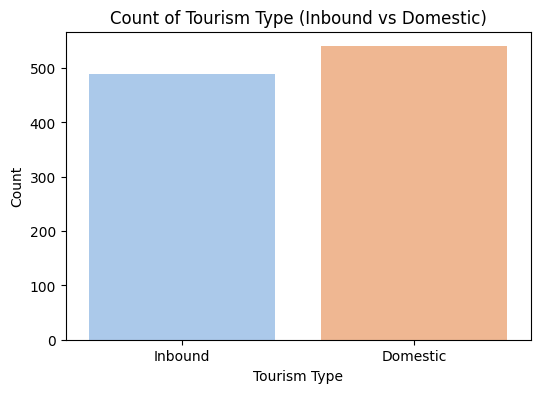 Count of Tourism Type (Inbound vs Domestic)
500
400
300
200
100
0
Count
Inbound
Domestic
Tourism Type